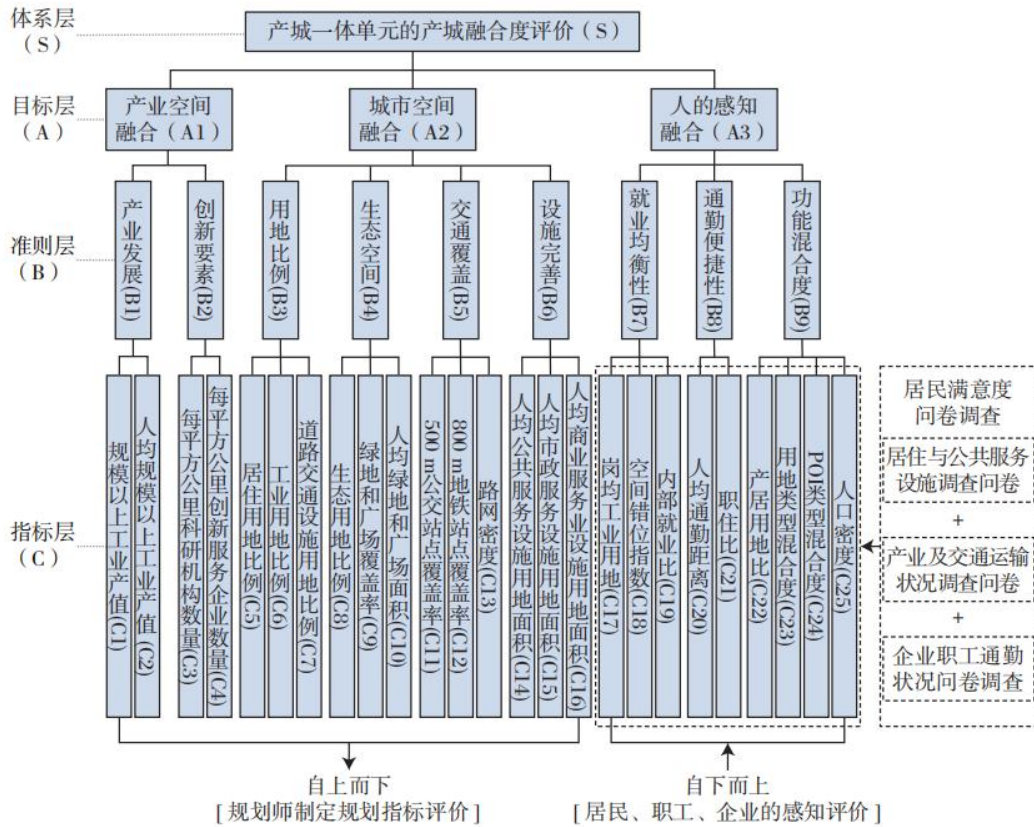 体系层
（S）
产城一体单元的产城融合度评价（S）
目标层
（A）
产业空间
融合（A1）
城市空间
融合（A2）
人的感知
融合（A3）
准则层
（B）
产业发展(B1)
创新要素(B2)
用地比例(B3)
生态空间(B4)
交通覆盖(B5)
设施完善(B6)
就业均衡性(B7)
通勤便捷性(B8)
功能混合度(B9)
指标层
（C）
规模以上工业产值(C1)
人均规模以上工业产值(C2)
每平方公里科研机构数量(C3)
每平方公里创新服务企业数量(C4)
居住用地比例(C5)
工业用地比例(C6)
道路交通设施用地比例(C7)
生态用地比例(C8)
绿地和广场覆盖率(C9)
人均绿地和广场面积(C10)
500 m公交站点覆盖率(C11)
800 m地铁站点覆盖率(C12)
路网密度(C13)
人均公共服务设施用地面积(C14)
人均市政服务设施用地面积(C15)
人均商业服务业设施用地面积(C16)
岗均工业用地(C17)
空间错位指数(C18)
内部就业比(C19)
人均通勤距离(C20)
职住比(C21)
产居用地比(C22)
用地类型混合度(C23)
POI类型混合度(C24)
人口密度(C25)
居民满意度
问卷调查
居住与公共服务
设施调查问卷
+
产业及交通运输
状况调查问卷
+
企业职工通勤
状况问卷调查
自上而下
[ 规划师制定规划指标评价 ]
自下而上
[ 居民、职工、企业的感知评价 ]